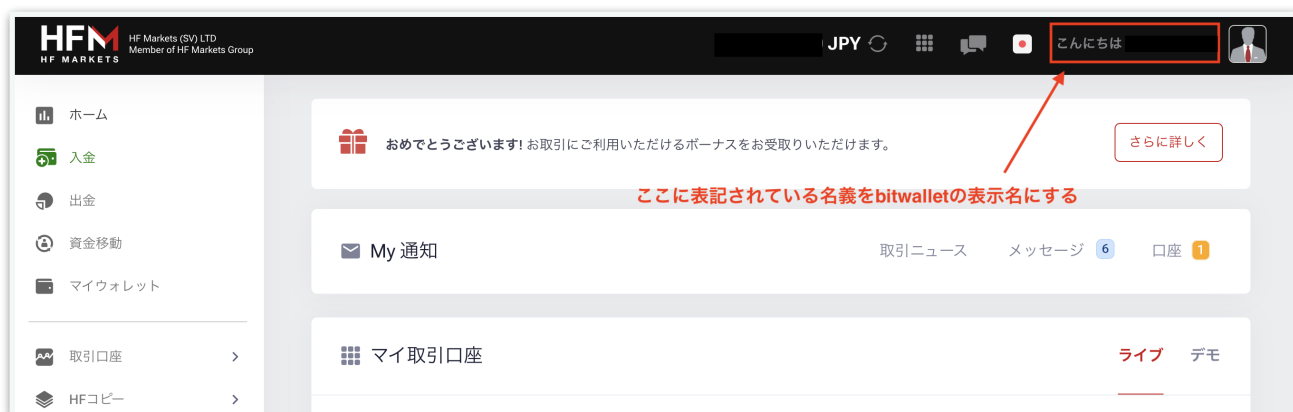 HFM
HF MARKETS
HF Markets (SV) LTD
Member of HF Markets Group
JPY
こんにちは
ホーム
入金
出金
資金移動
マイウォレット
取引口座
HFコピー
おめでとうございます! お取引にご利用いただけるボーナスをお受取りいただけます。
さらに詳しく
ここに表記されている名義をbitwalletの表示名にする
My 通知
取引ニュース
メッセージ 6
口座 1
マイ取引口座
ライブ
デモ